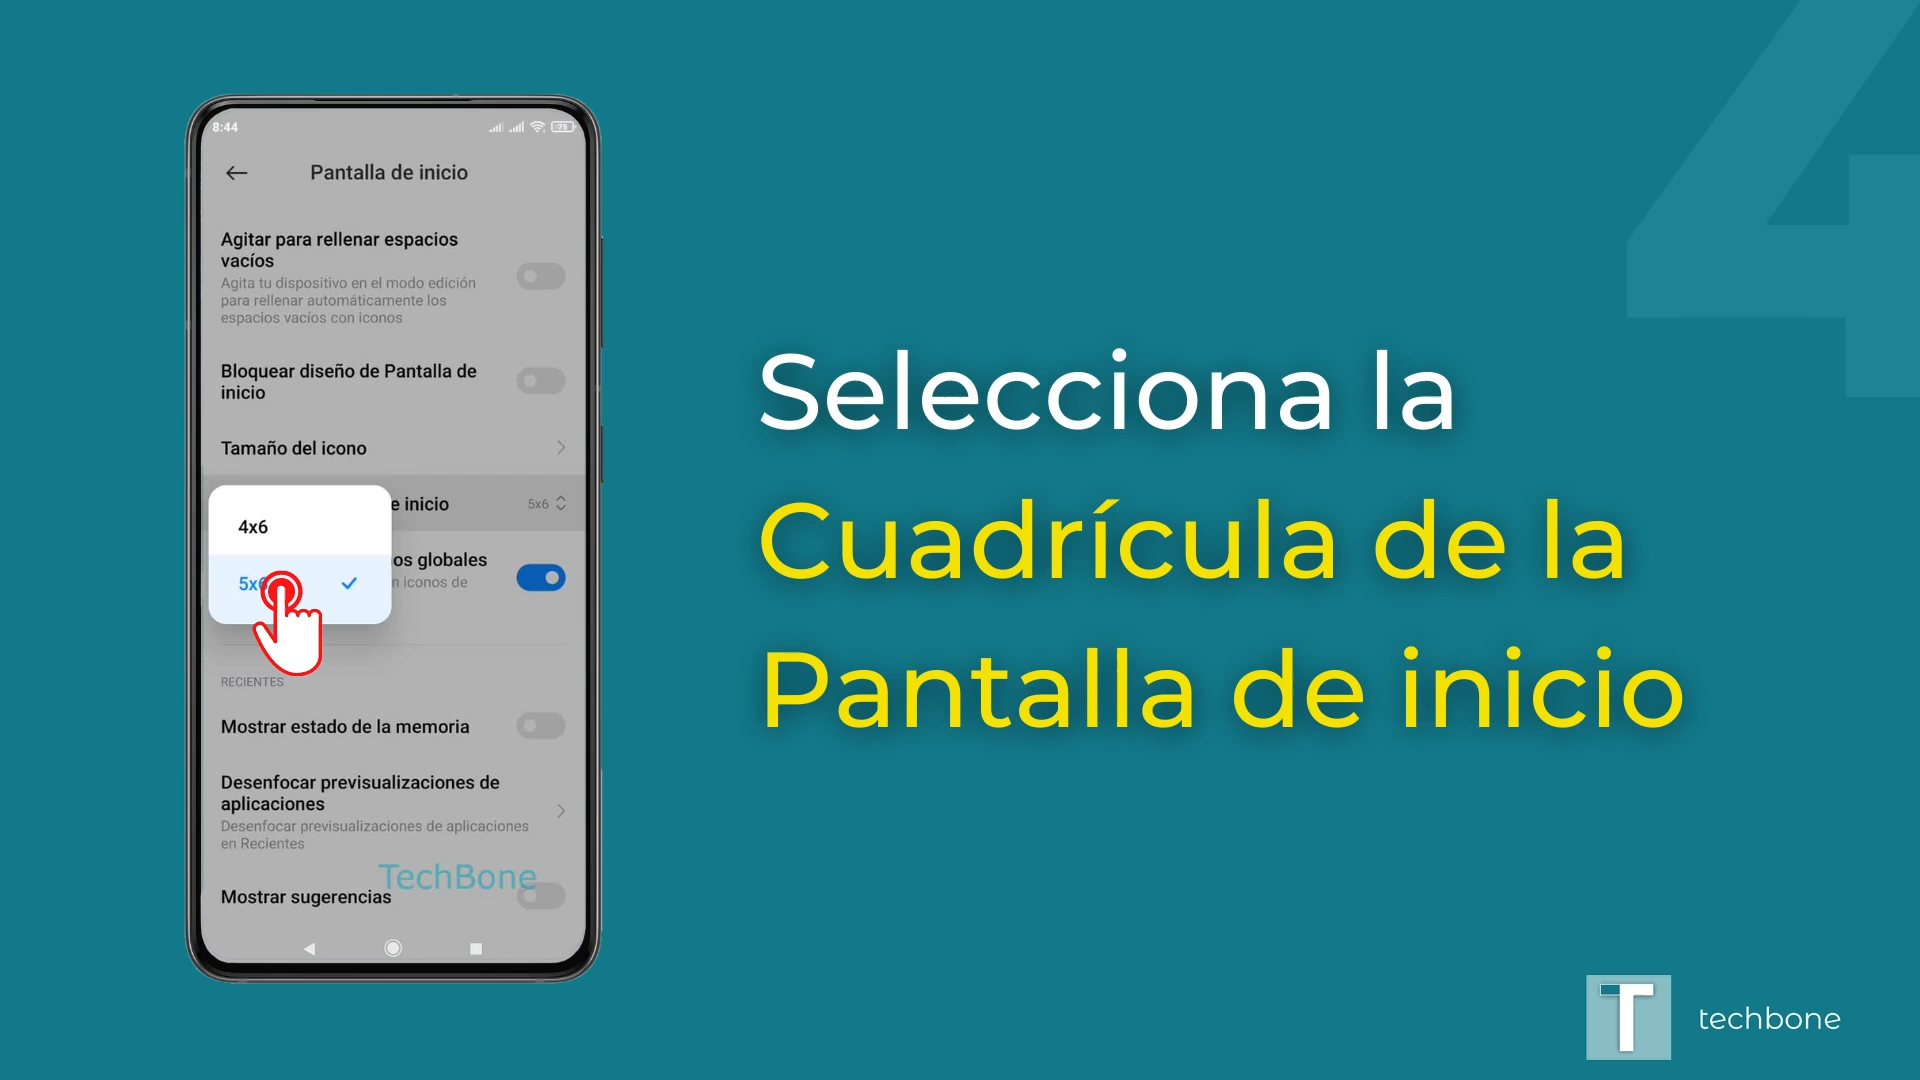 4
8:44
75
Pantalla de inicio
Agitar para rellenar espacios
vacíos
Agita tu dispositivo en el modo edición
para rellenar automáticamente los
espacios vacíos con iconos
Bloquear diseño de Pantalla de
inicio
Tamaño del icono
e inicio
5x6
4x6
os globales
n iconos de
5x6
RECIENTES
Mostrar estado de la memoria
Desenfocar previsualizaciones de
aplicaciones
Desenfocar previsualizaciones de aplicaciones
en Recientes
TechBone
Mostrar sugerencias
Selecciona la
Cuadrícula de la
Pantalla de inicio
T
techbone